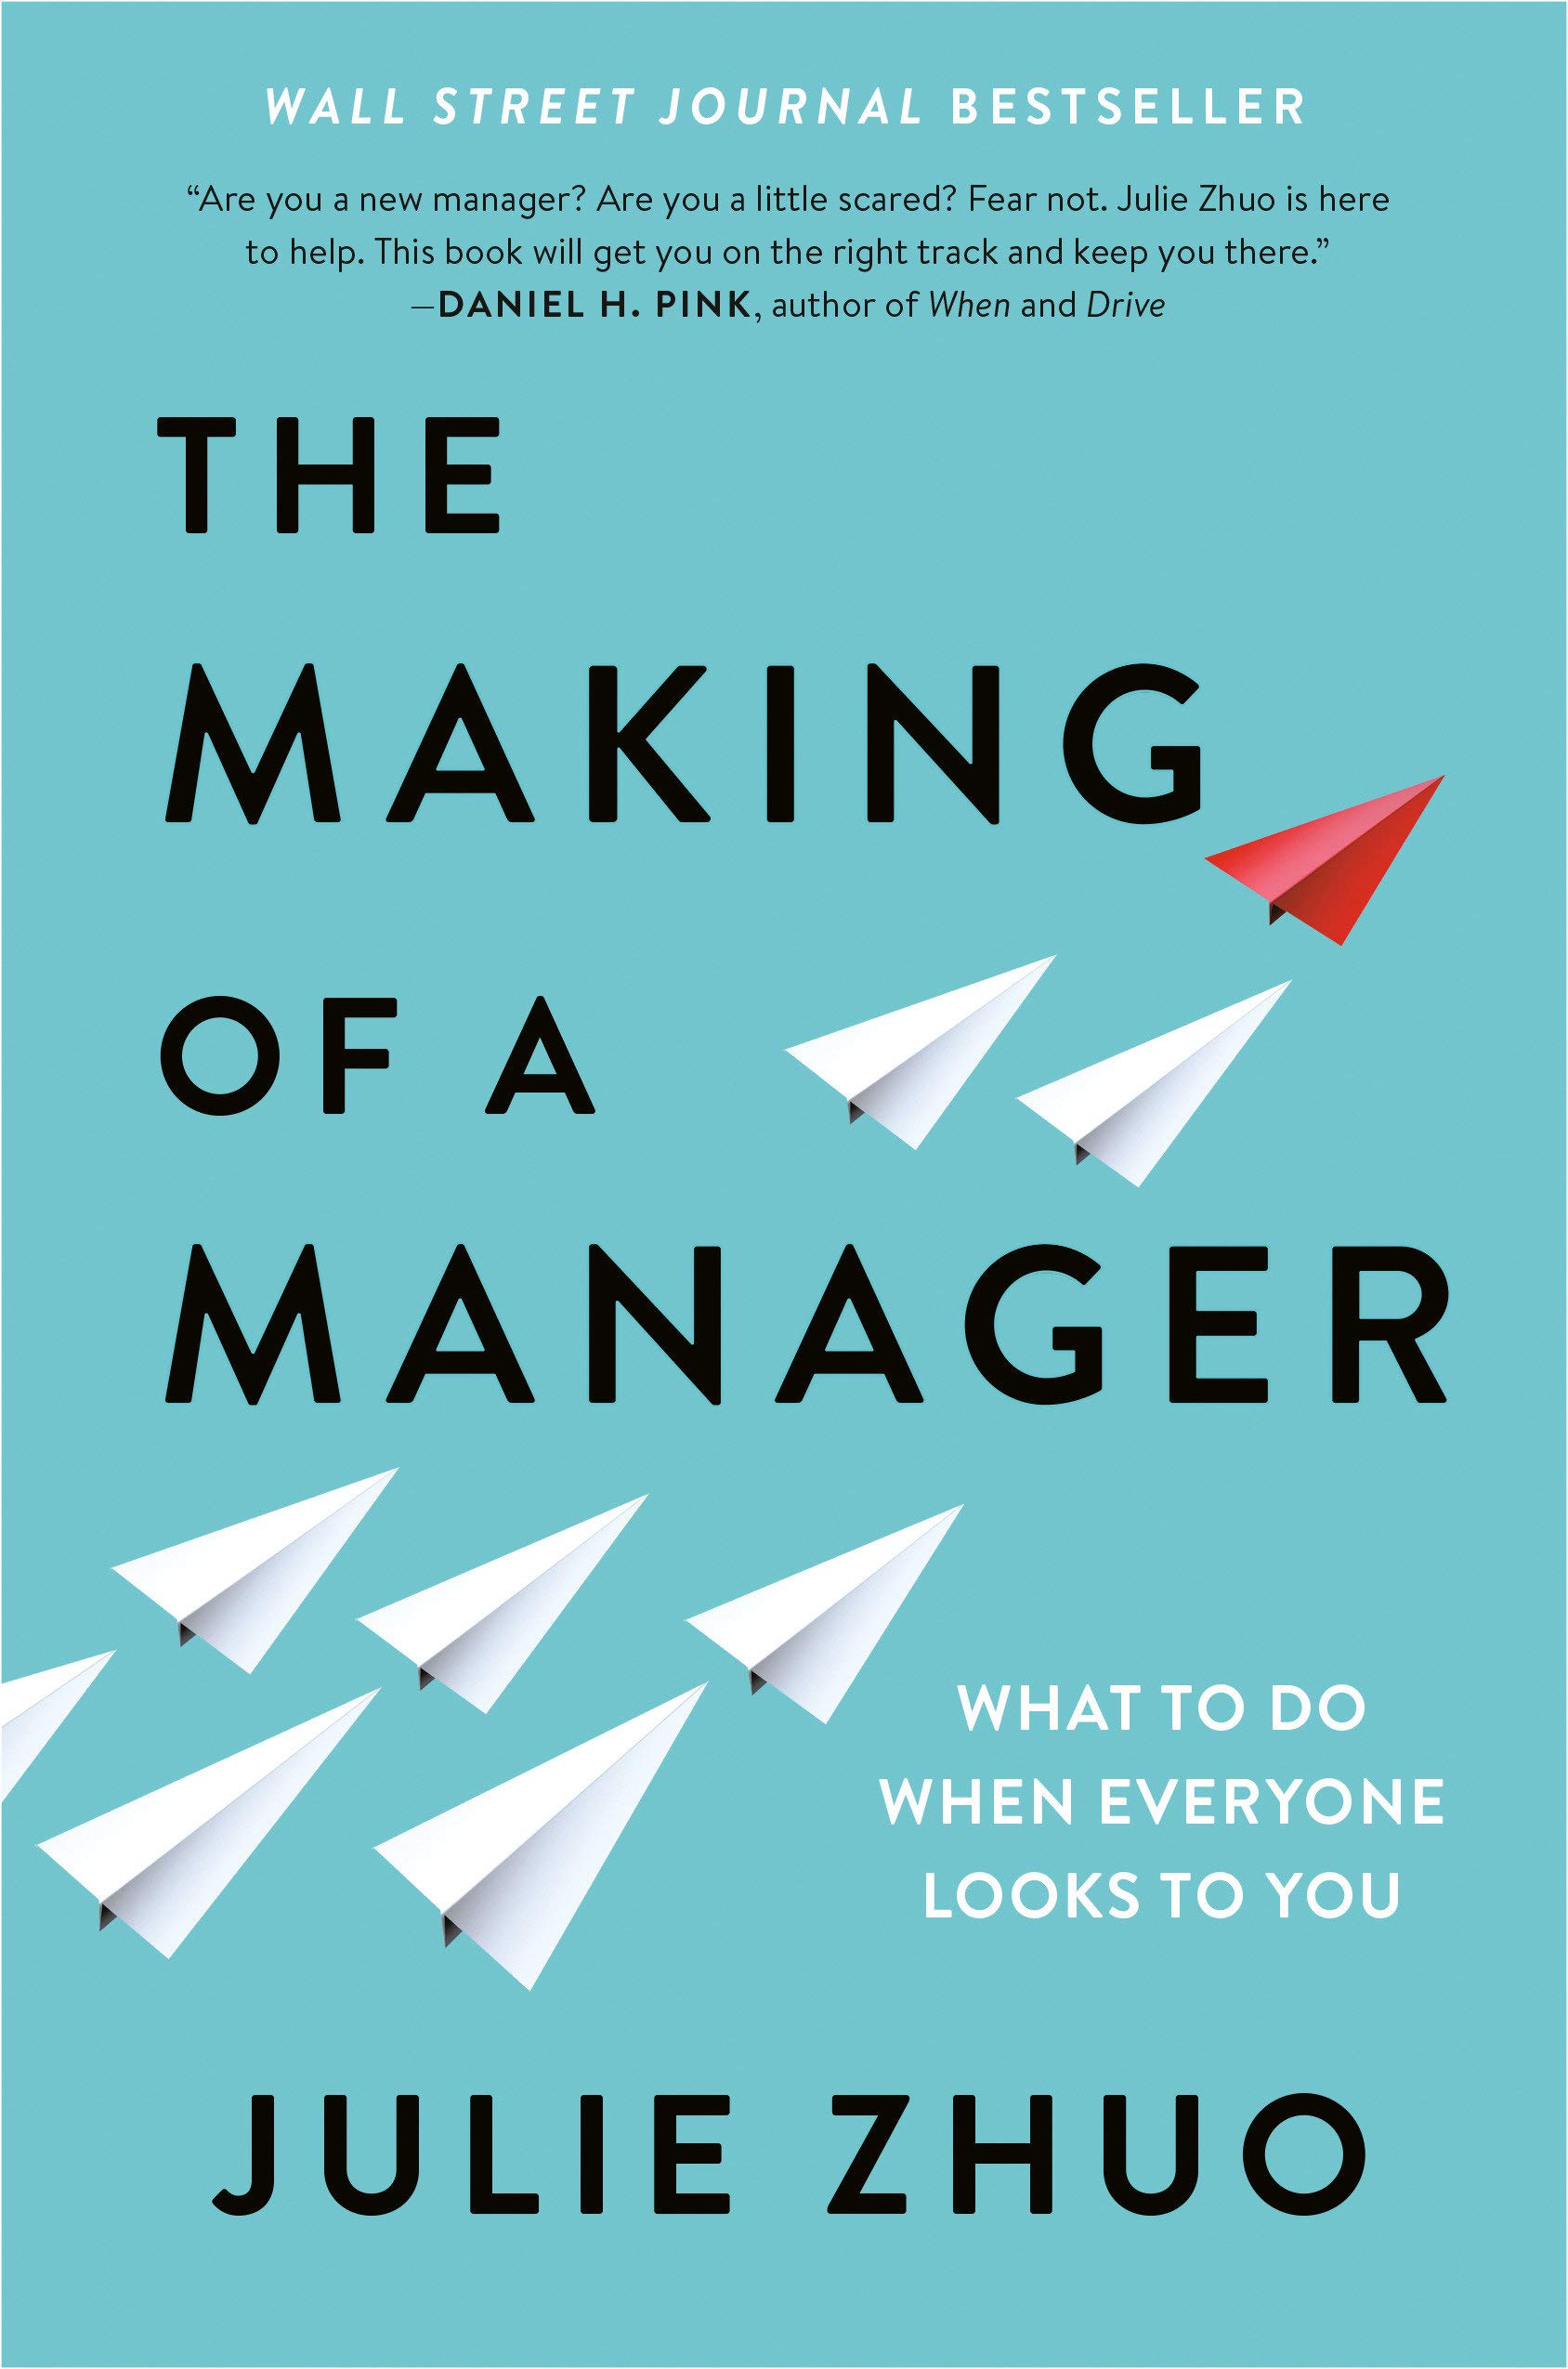 WALL STREET JOURNAL BESTSELLER
“Are you a new manager? Are you a little scared? Fear not. Julie Zhuo is here
to help. This book will get you on the right track and keep you there.”
—DANIEL H. PINK, author of When and Drive
THE
MAKING
OF A
MANAGER
WHAT TO DO
WHEN EVERYONE
LOOKS TO YOU
JULIE ZHUO